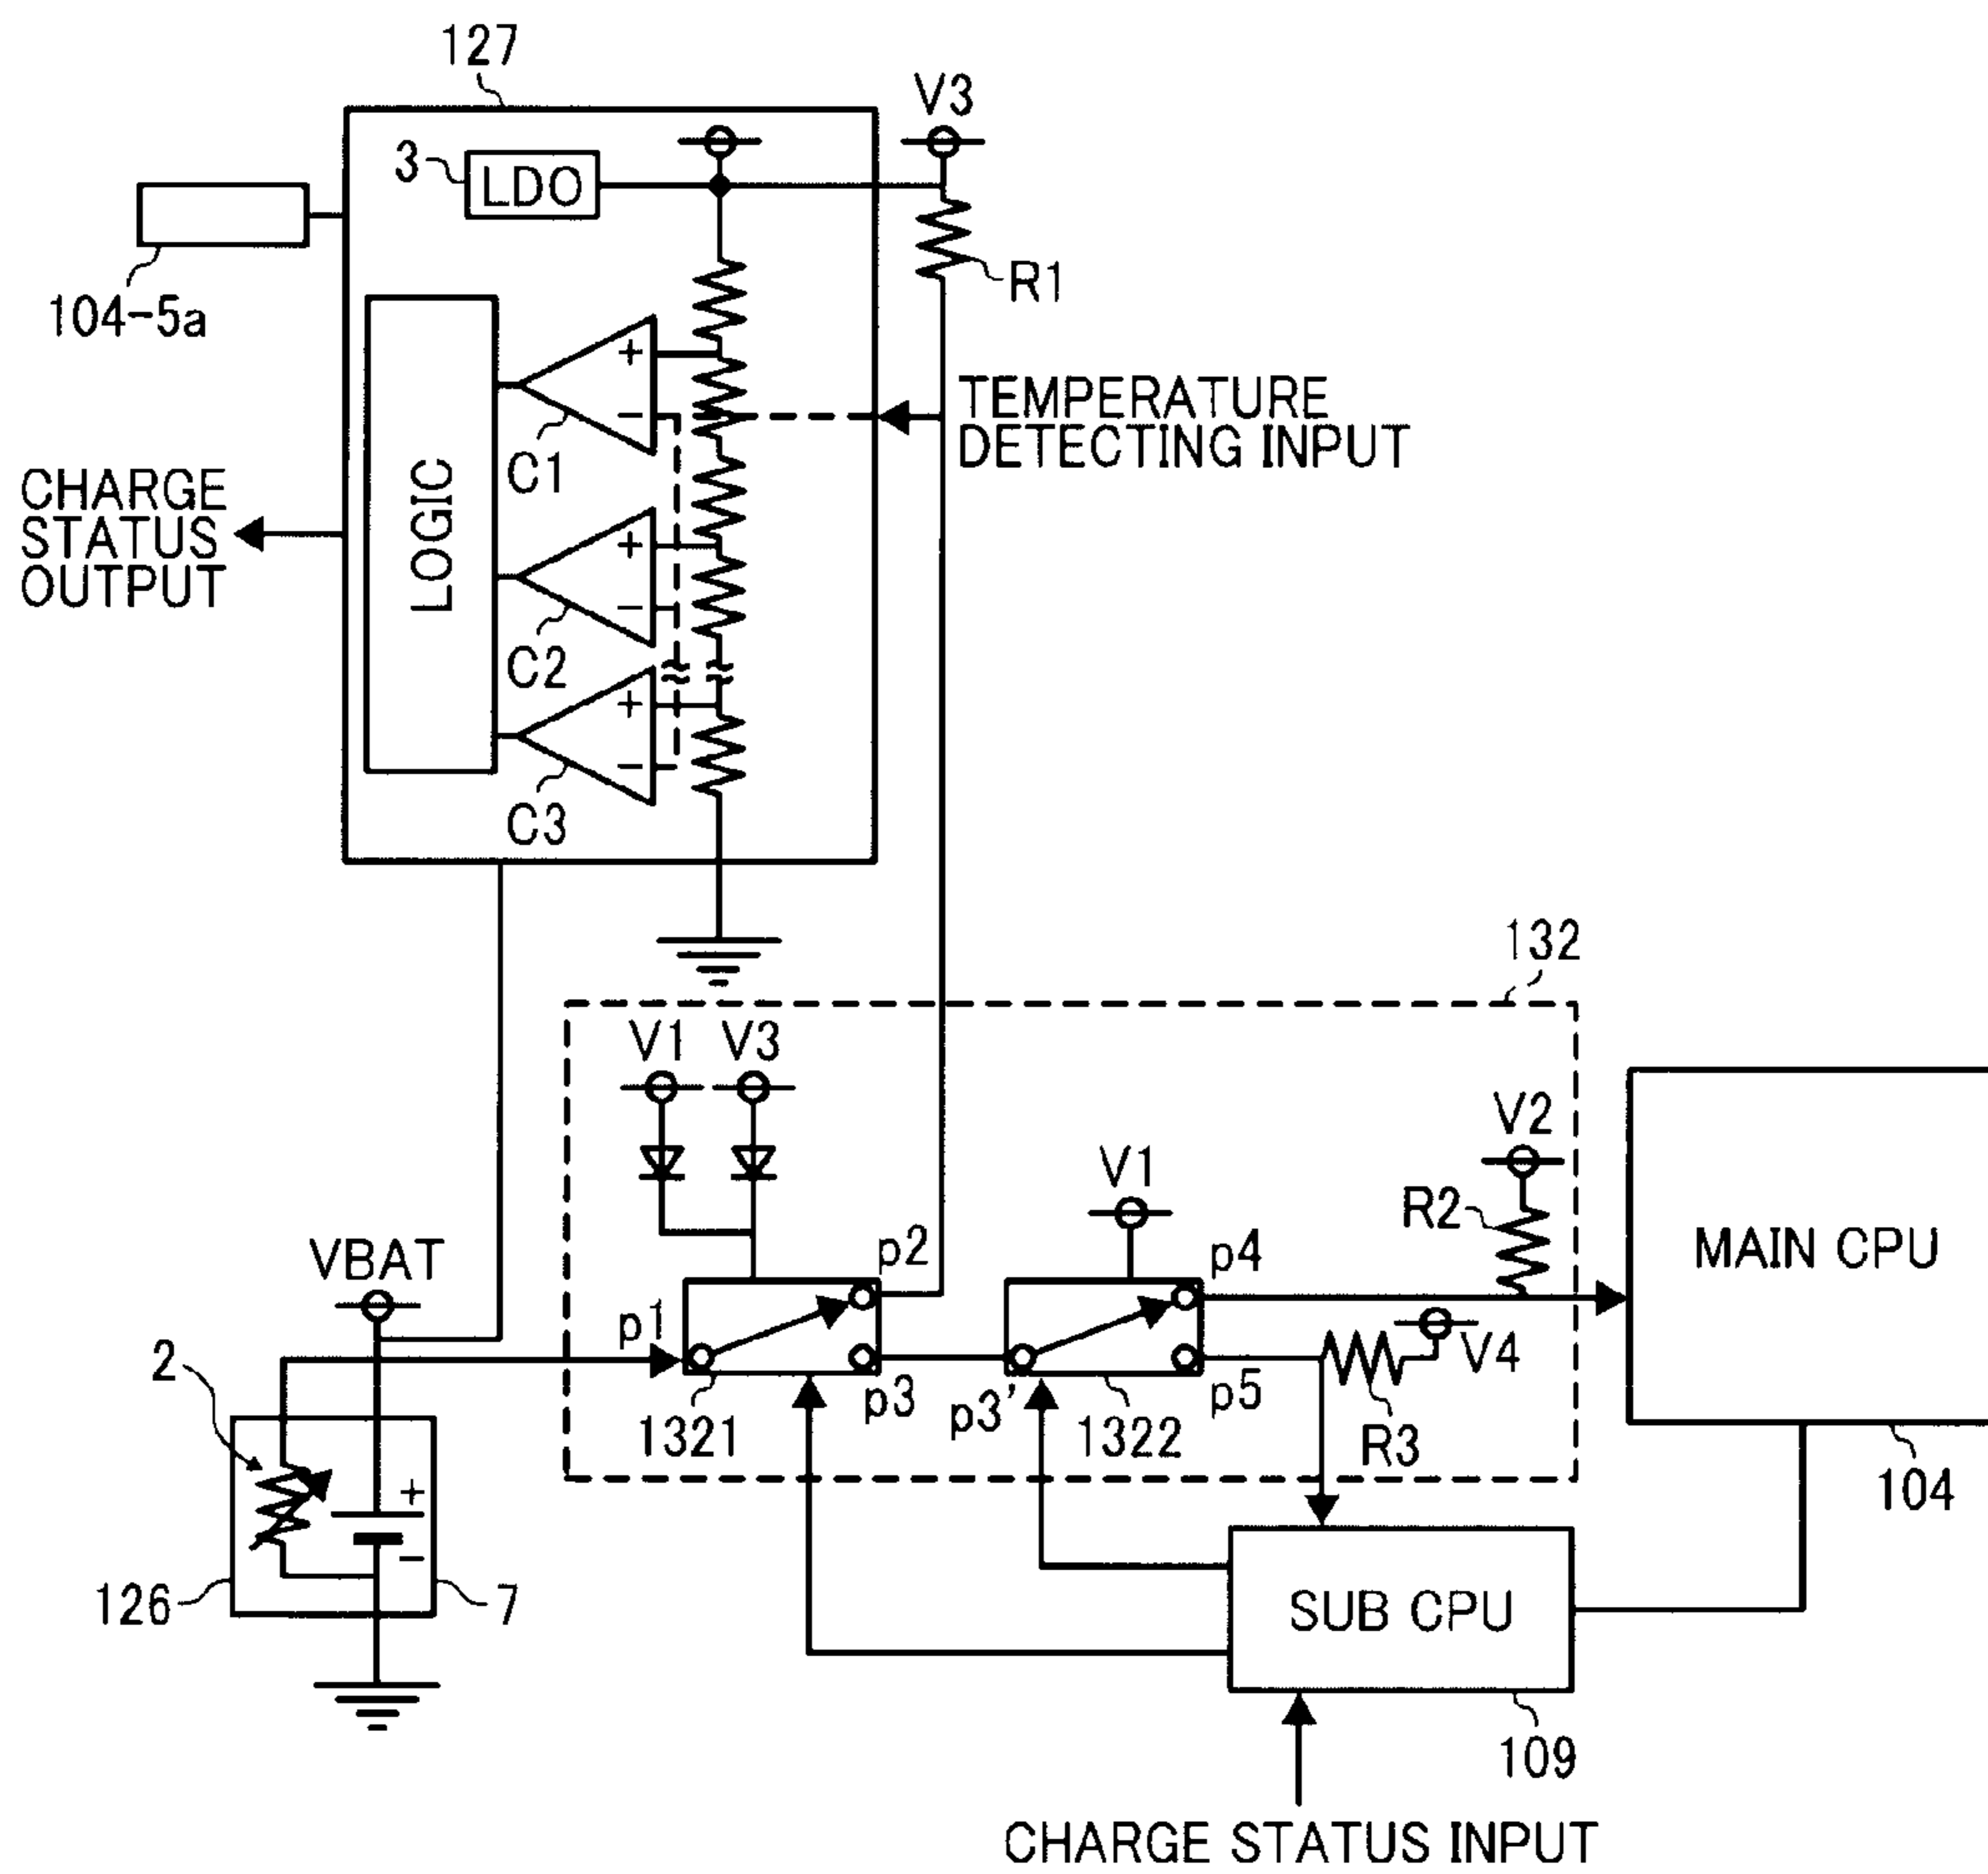 127
V3
3
LDO
104-5a
R1
+
−
C1
TEMPERATURE
DETECTING INPUT
CHARGE
STATUS
OUTPUT
LOGIC
+
−
C2
+
−
C3
132
V1
V3
V2
V1
R2
MAIN CPU
VBAT
p2
p4
p1
2
V4
p3
p3'
p5
1321
1322
R3
104
+
−
126
7
SUB CPU
109
CHARGE STATUS INPUT